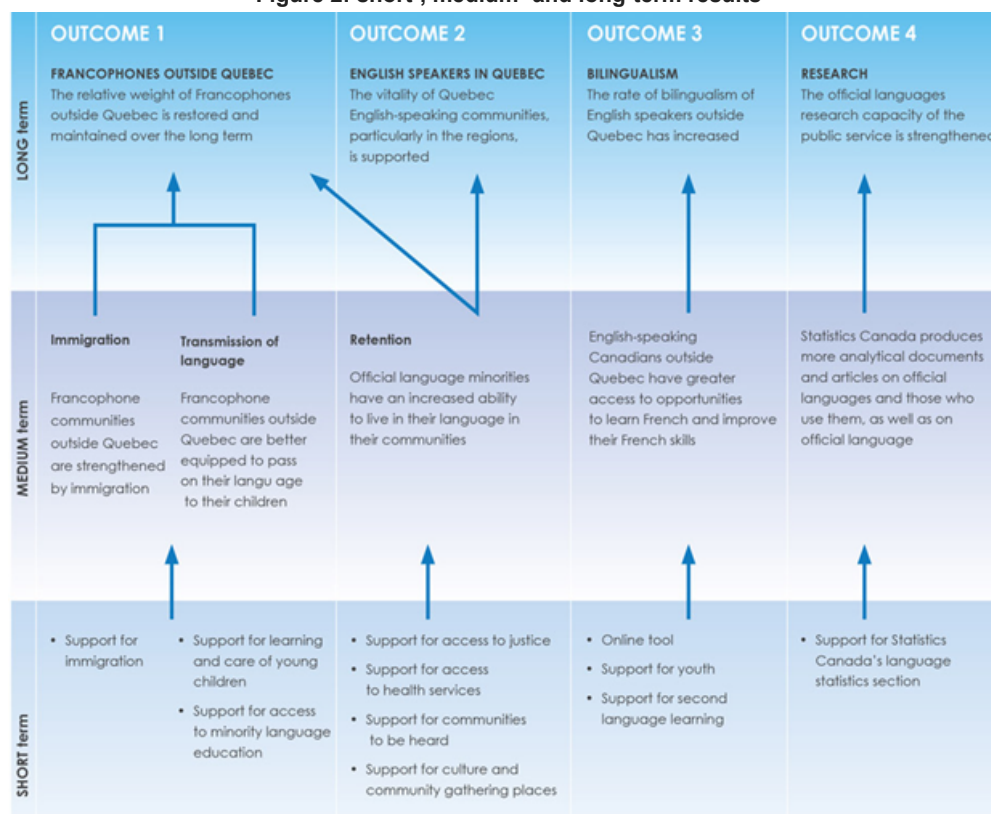 Figure 2: Short-, medium- and long-term results
OUTCOME 1
FRANCOPHONES OUTSIDE QUEBEC
The relative weight of Francophones
outside Quebec is restored and
maintained over the long term
OUTCOME 2
ENGLISH SPEAKERS IN QUEBEC
The vitality of Quebec
English-speaking communities,
particularly in the regions,
is supported
OUTCOME 3
BILINGUALISM
The rate of bilingualism of
English speakers outside
Quebec has increased
OUTCOME 4
RESEARCH
The official languages
research capacity of the
public service is strengthened
LONG term
Immigration
Francophone
communities
outside Quebec
are strengthened
by immigration
Transmission of
language
Francophone
communities outside
Quebec are better
equipped to pass
on their langu age
to their children
Retention
Official language minorities
have an increased ability
to live in their language in
their communities
English-speaking
Canadians outside
Quebec have greater
access to opportunities
to learn French and improve
their French skills
Statistics Canada produces
more analytical documents
and articles on official
languages and those who
use them, as well as on
official language
MEDIUM term
• Support for
immigration
• Support for learning
and care of young
children
• Support for access
to minority language
education
• Support for access to justice
• Support for access
to health services
• Support for communities
to be heard
• Support for culture and
community gathering places
• Online tool
• Support for youth
• Support for second
language learning
• Support for Statistics
Canada's language
statistics section
SHORT term